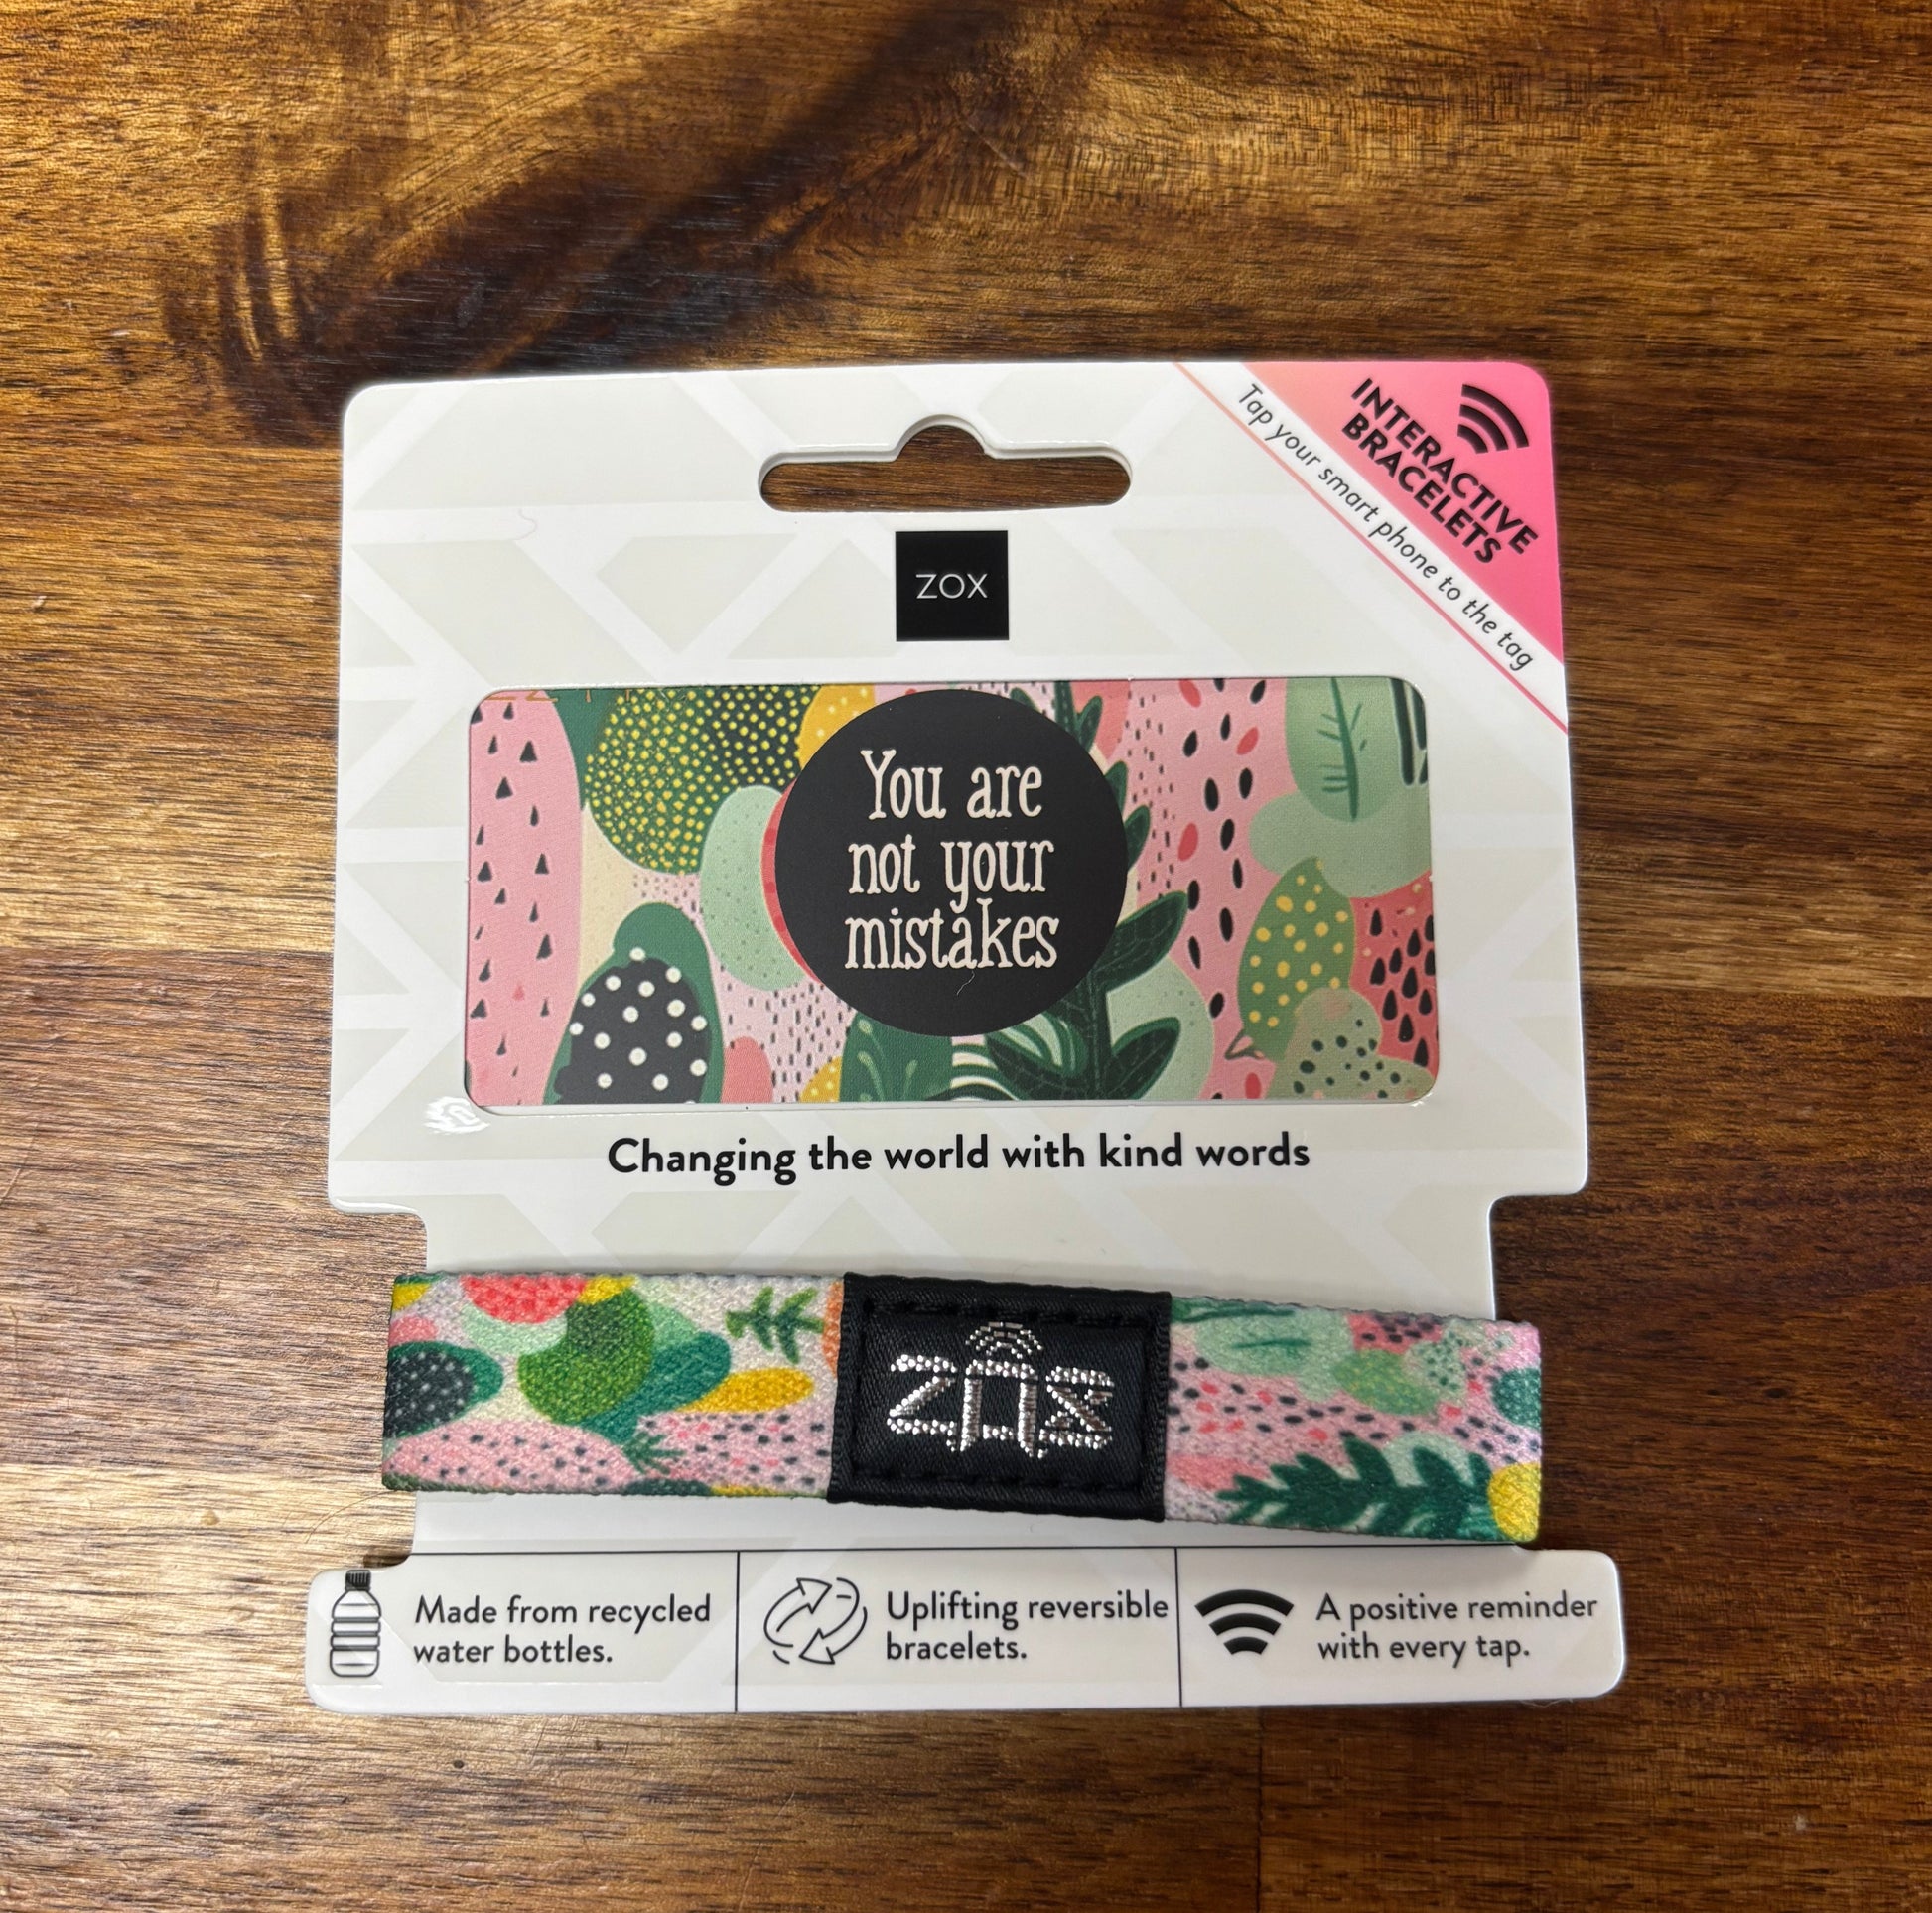 INTERACTIVE
BRACELETS
Tap your smart phone to the tag
ZOX
You are
not your
mistakes
Changing the world with kind words
ZOX
Made from recycled
water bottles.
Uplifting reversible
bracelets.
A positive reminder
with every tap.